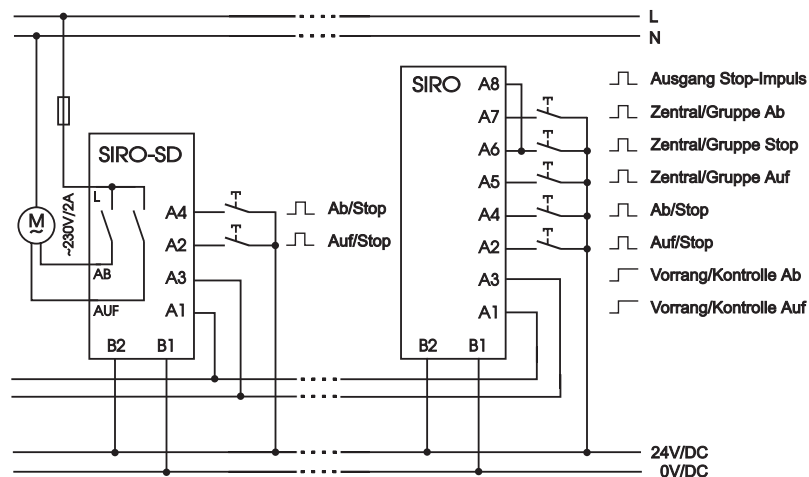 L
N
SIRO
A8
Ausgang Stop-Impuls
A7
Zentral/Gruppe Ab
A6
Zentral/Gruppe Stop
A5
Zentral/Gruppe Auf
A4
Ab/Stop
A2
Auf/Stop
A3
Vorrang/Kontrolle Ab
A1
Vorrang/Kontrolle Auf
B2
B1
SIRO-SD
L
M
~
~230V/2A
A4
Ab/Stop
A2
Auf/Stop
AB
A3
AUF
A1
B2
B1
24V/DC
0V/DC